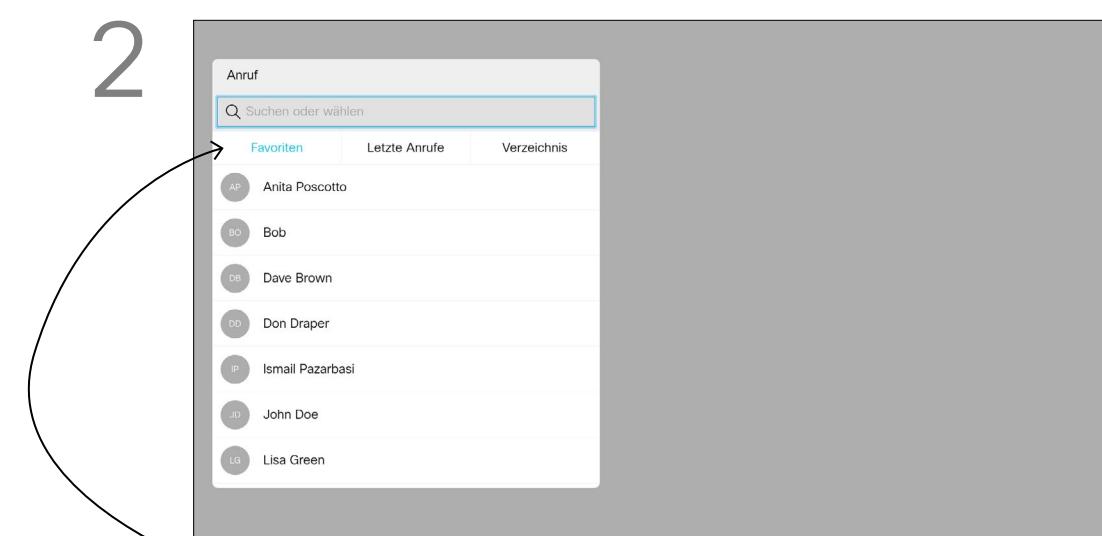 2
Anruf
Suchen oder wählen
Favoriten Letzte Anrufe Verzeichnis
AP Anita Poscotto
BO Bob
DB Dave Brown
DD Don Draper
IP Ismail Pazarbasi
JD John Doe
LG Lisa Green